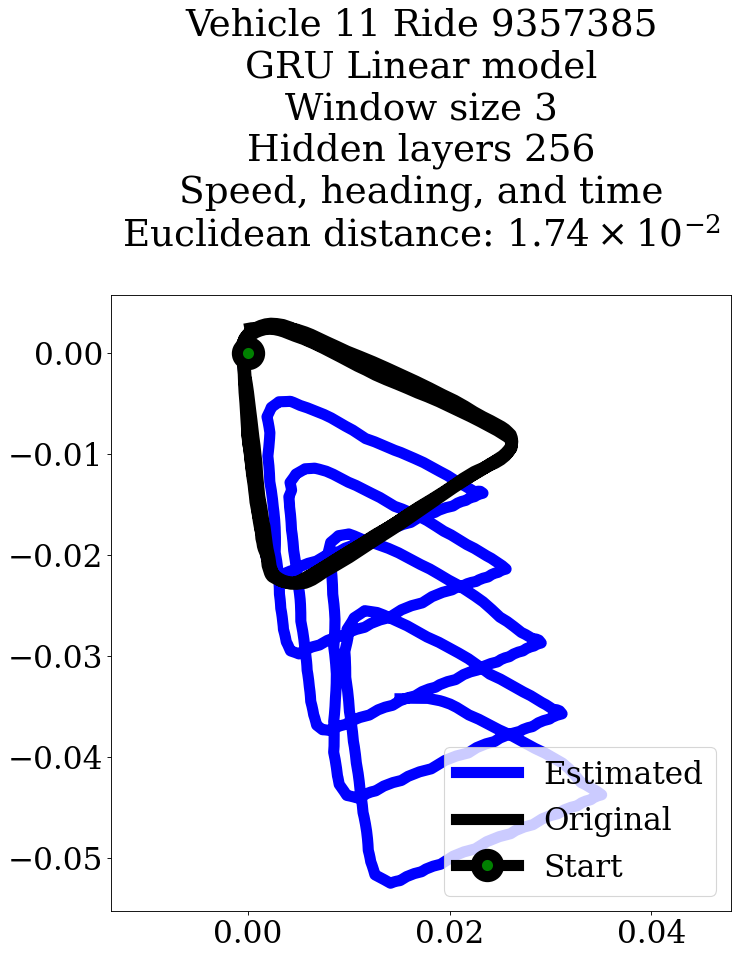 Vehicle 11 Ride 9357385
GRU Linear model
Window size 3
Hidden layers 256
Speed, heading, and time
Euclidean distance: 1.74 × 10⁻²
0.00
−0.01
−0.02
−0.03
−0.04
−0.05
Estimated
Original
Start
0.00 0.02 0.04